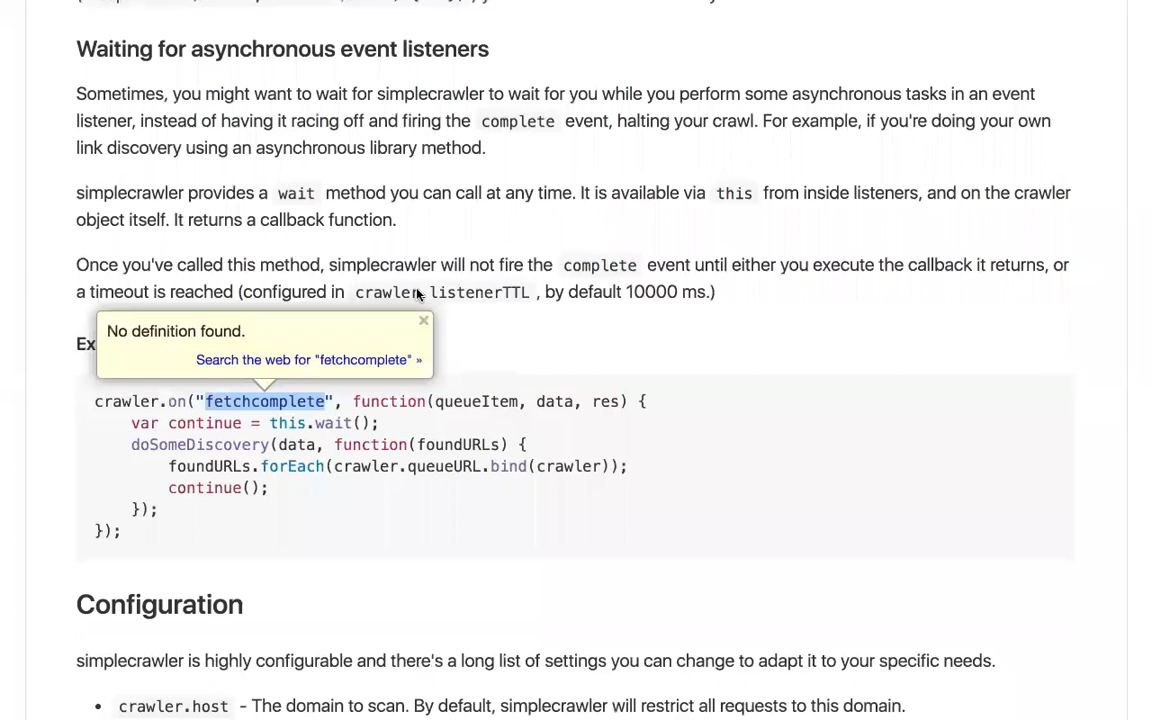 Waiting for asynchronous event listeners
Sometimes, you might want to wait for simplecrawler to wait for you while you perform some asynchronous tasks in an event
listener, instead of having it racing off and firing the complete event, halting your crawl. For example, if you're doing your own
link discovery using an asynchronous library method.
simplecrawler provides a wait method you can call at any time. It is available via this from inside listeners, and on the crawler
object itself. It returns a callback function.
Once you've called this method, simplecrawler will not fire the complete event until either you execute the callback it returns, or
a timeout is reached (configured in crawler.listenerTTL , by default 10000 ms.)
No definition found.
Search the web for "fetchcomplete" »
Ex
crawler.on("fetchcomplete", function(queueItem, data, res) {
var continue = this.wait();
doSomeDiscovery(data, function(foundURLs) {
foundURLs.forEach(crawler.queueURL.bind(crawler));
continue();
});
});
Configuration
simplecrawler is highly configurable and there's a long list of settings you can change to adapt it to your specific needs.
• crawler.host - The domain to scan. By default, simplecrawler will restrict all requests to this domain.